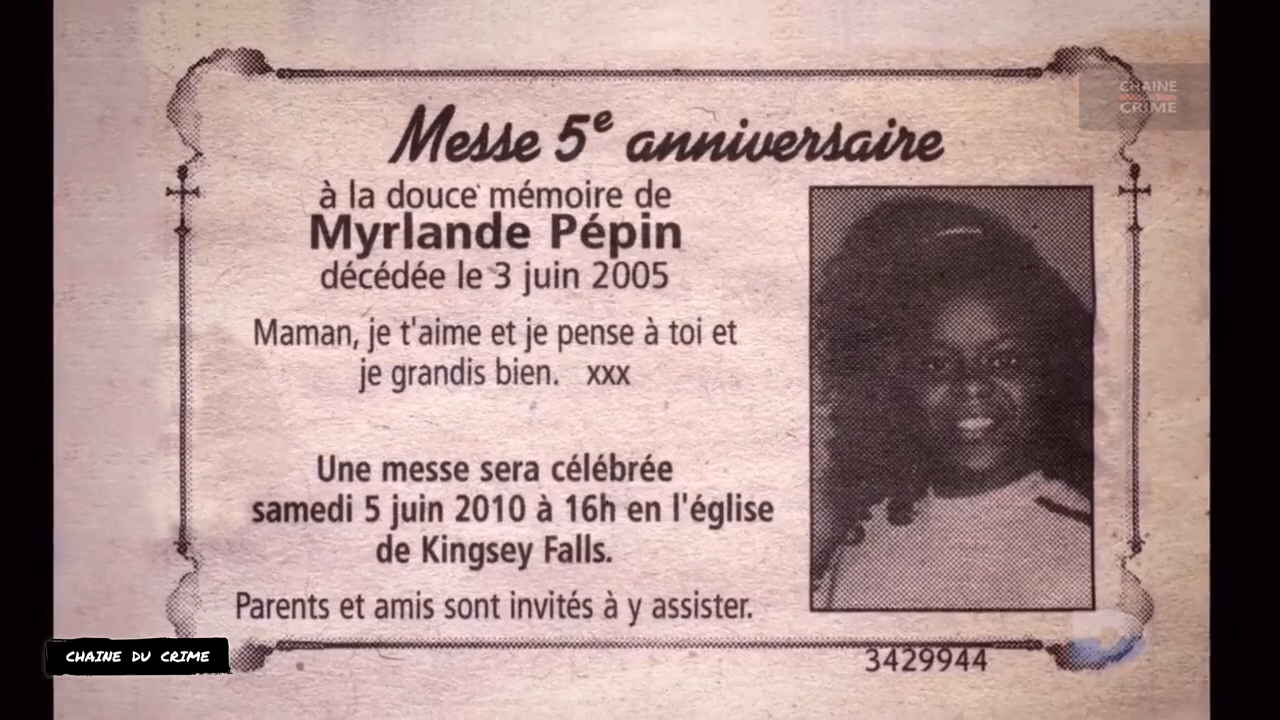 CHAINE
DU
CRIME
Messe 5e anniversaire
à la douce mémoire de
Myrlande Pépin
décédée le 3 juin 2005
Maman, je t'aime et je pense à toi et
je grandis bien. xxx
Une messe sera célébrée
samedi 5 juin 2010 à 16h en l'église
de Kingsey Falls.
Parents et amis sont invités à y assister.
3429944
CHAINE DU CRIME